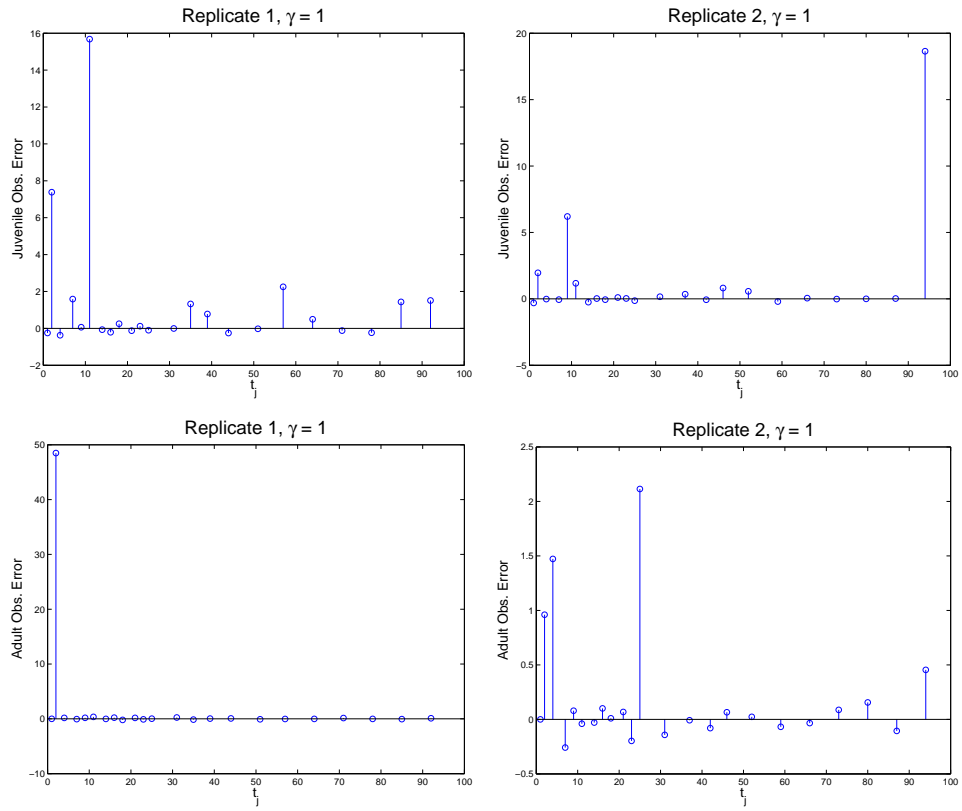 Replicate 1, γ = 1
16
14
12
10
8
6
4
2
0
−2
Juvenile Obs. Error
0 10 20 30 40 50 60 70 80 90 100
t_j
Replicate 2, γ = 1
20
15
10
5
0
−5
Juvenile Obs. Error
0 10 20 30 40 50 60 70 80 90 100
t_j
Replicate 1, γ = 1
50
40
30
20
10
0
−10
Adult Obs. Error
0 10 20 30 40 50 60 70 80 90 100
t_j
Replicate 2, γ = 1
2.5
2
1.5
1
0.5
0
−0.5
Adult Obs. Error
0 10 20 30 40 50 60 70 80 90 100
t_j